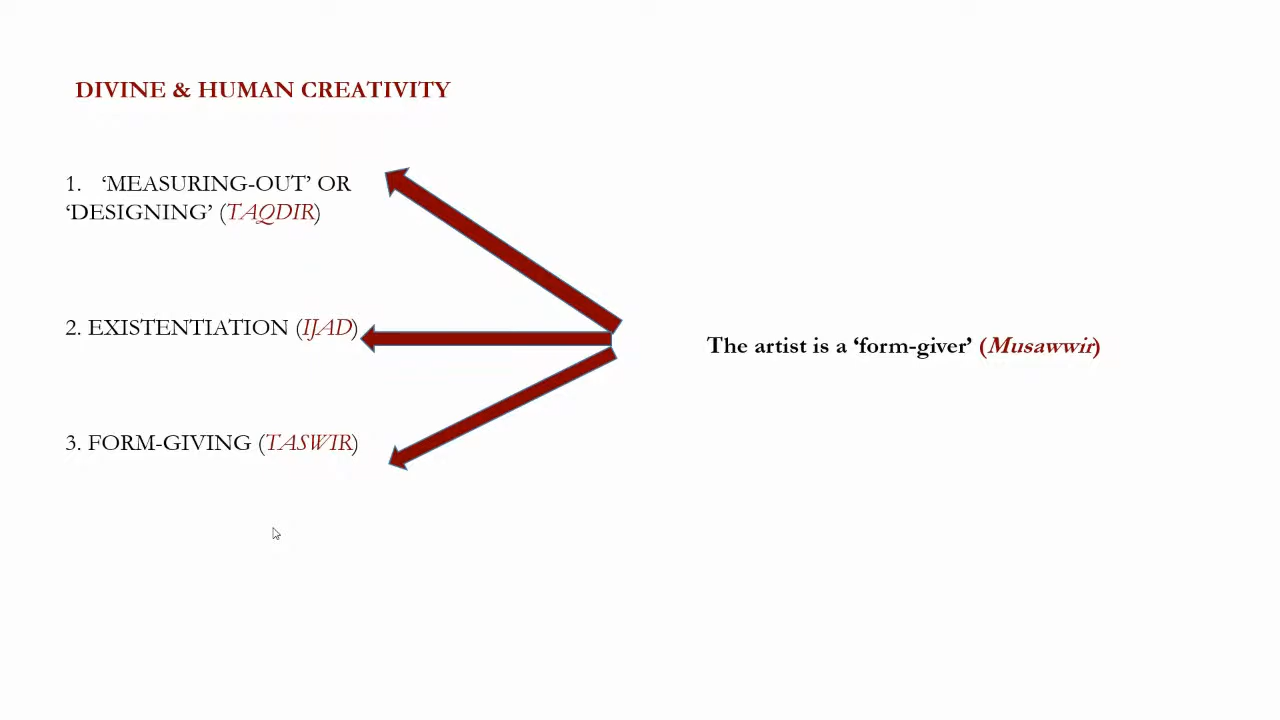 DIVINE & HUMAN CREATIVITY
1. ‘MEASURING-OUT’ OR
‘DESIGNING’ (TAQDIR)
2. EXISTENTIATION (IJAD)
The artist is a ‘form-giver’ (Musawwir)
3. FORM-GIVING (TASWIR)